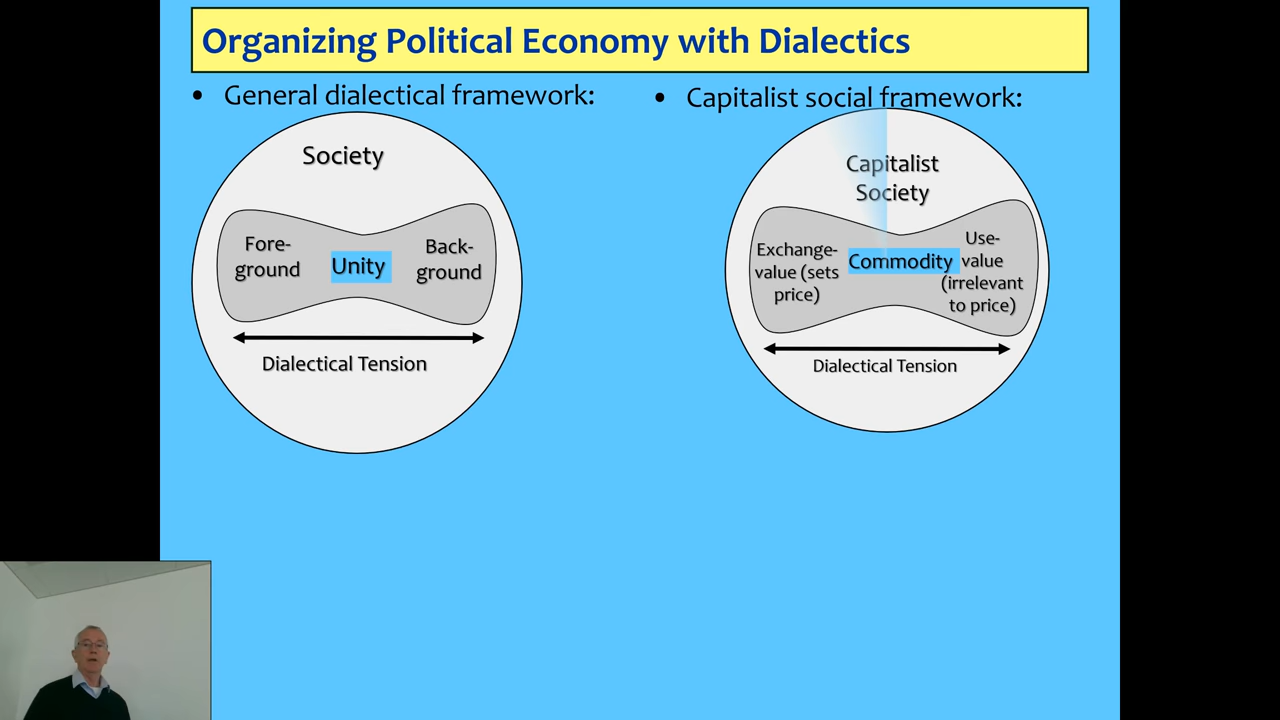 Organizing Political Economy with Dialectics
• General dialectical framework:
Society
Fore-
ground
Unity
Back-
ground
Dialectical Tension
• Capitalist social framework:
Capitalist
Society
Exchange-
value (sets
price)
Commodity
Use-
value
(irrelevant
to price)
Dialectical Tension